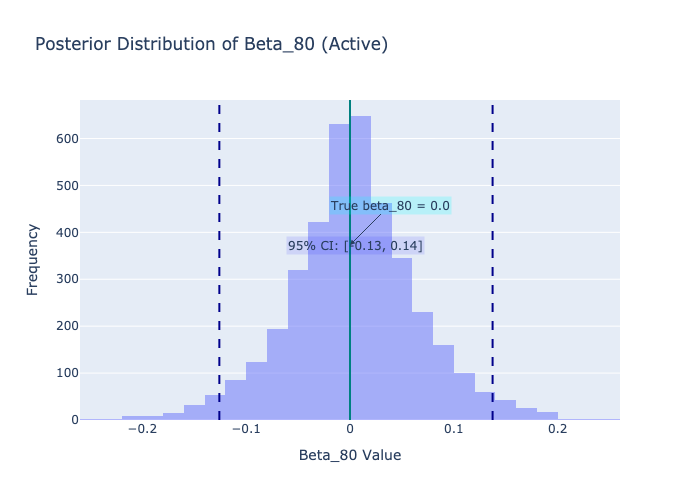 Posterior Distribution of Beta_80 (Active)
600
500
400
300
200
100
0
Frequency
True beta_80 = 0.0
95% CI: [-0.13, 0.14]
−0.2
−0.1
0
0.1
0.2
Beta_80 Value